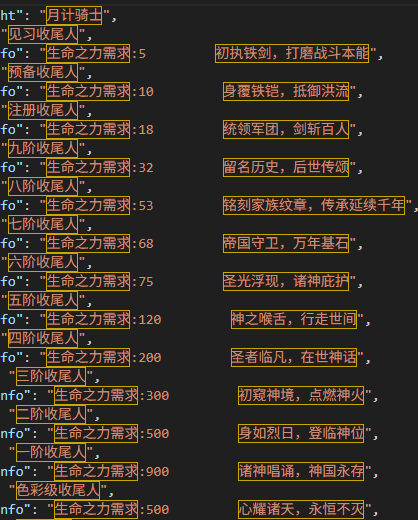 ht": "月计骑士",
"见习收尾人",
fo": "生命之力需求:5 初执铁剑，打磨战斗本能",
"预备收尾人",
fo": "生命之力需求:10 身覆铁铠，抵御洪流",
"注册收尾人",
fo": "生命之力需求:18 统领军团，剑斩百人",
"九阶收尾人",
fo": "生命之力需求:32 留名历史，后世传颂",
"八阶收尾人",
fo": "生命之力需求:53 铭刻家族纹章，传承延续千年",
"七阶收尾人",
fo": "生命之力需求:68 帝国守卫，万年基石",
"六阶收尾人",
fo": "生命之力需求:75 圣光浮现，诸神庇护",
"五阶收尾人",
fo": "生命之力需求:120 神之喉舌，行走世间",
"四阶收尾人",
fo": "生命之力需求:200 圣者临凡，在世神话",
"三阶收尾人",
nfo": "生命之力需求:300 初窥神境，点燃神火",
"二阶收尾人",
nfo": "生命之力需求:500 身如烈日，登临神位",
"一阶收尾人",
nfo": "生命之力需求:900 诸神唱诵，神国永存",
"色彩级收尾人",
nfo": "生命之力需求:500 心耀诸天，永恒不灭",